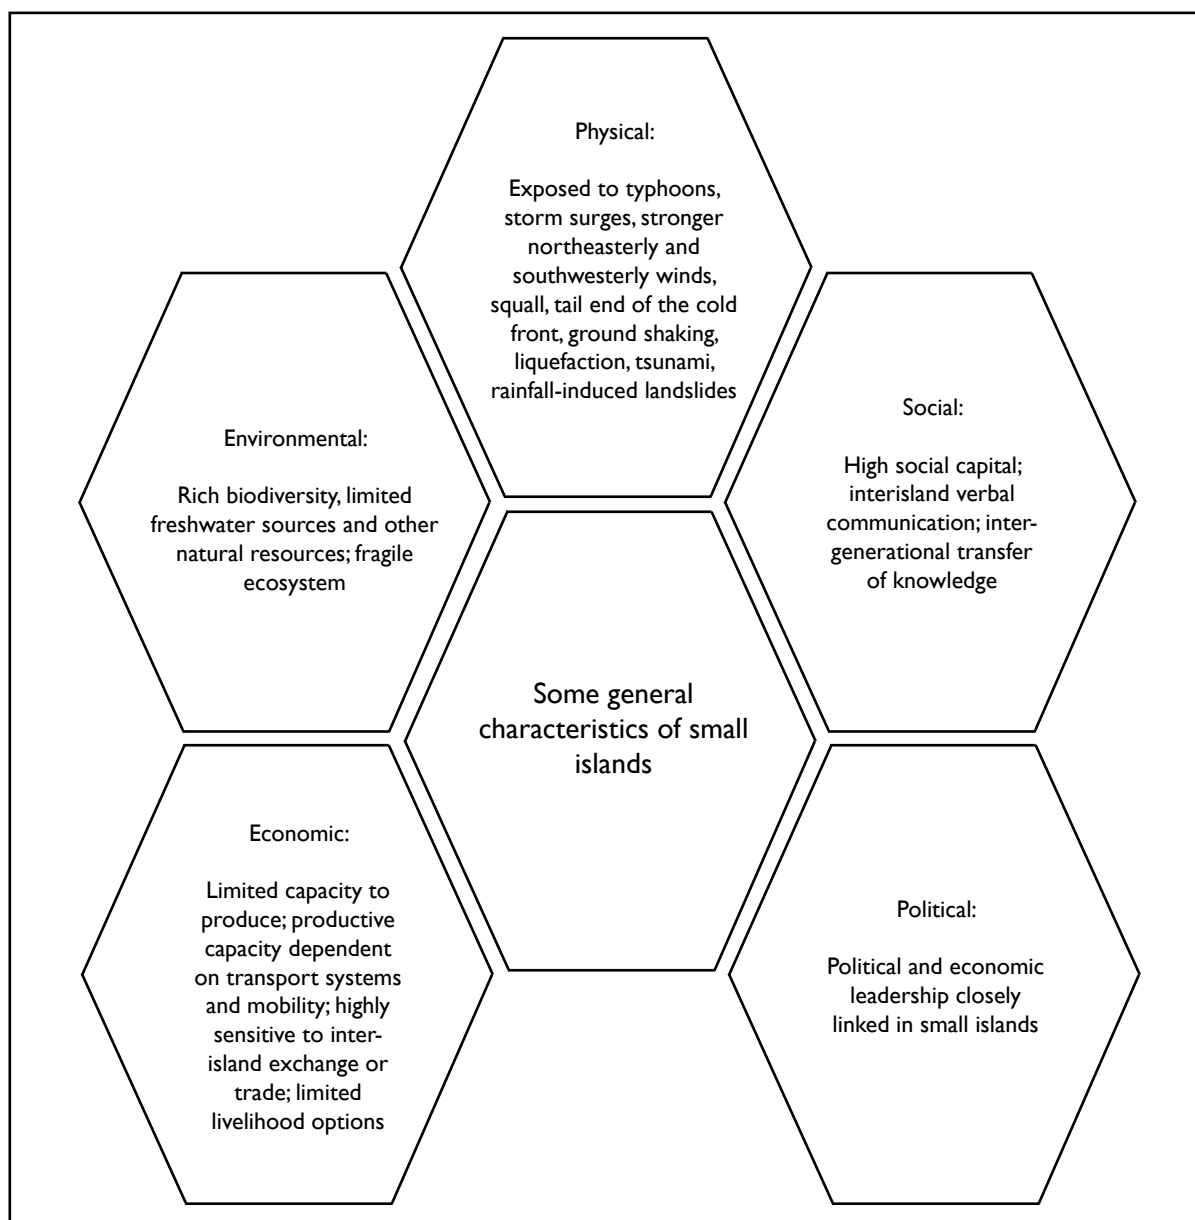 Physical:
Exposed to typhoons,
storm surges, stronger
northeasterly and
southwesterly winds,
squall, tail end of the cold
front, ground shaking,
liquefaction, tsunami,
rainfall-induced landslides
Environmental:
Rich biodiversity, limited
freshwater sources and other
natural resources; fragile
ecosystem
Social:
High social capital;
interisland verbal
communication; inter-
generational transfer
of knowledge
Some general
characteristics of small
islands
Economic:
Limited capacity to
produce; productive
capacity dependent
on transport systems
and mobility; highly
sensitive to inter-
island exchange or
trade; limited
livelihood options
Political:
Political and economic
leadership closely
linked in small islands